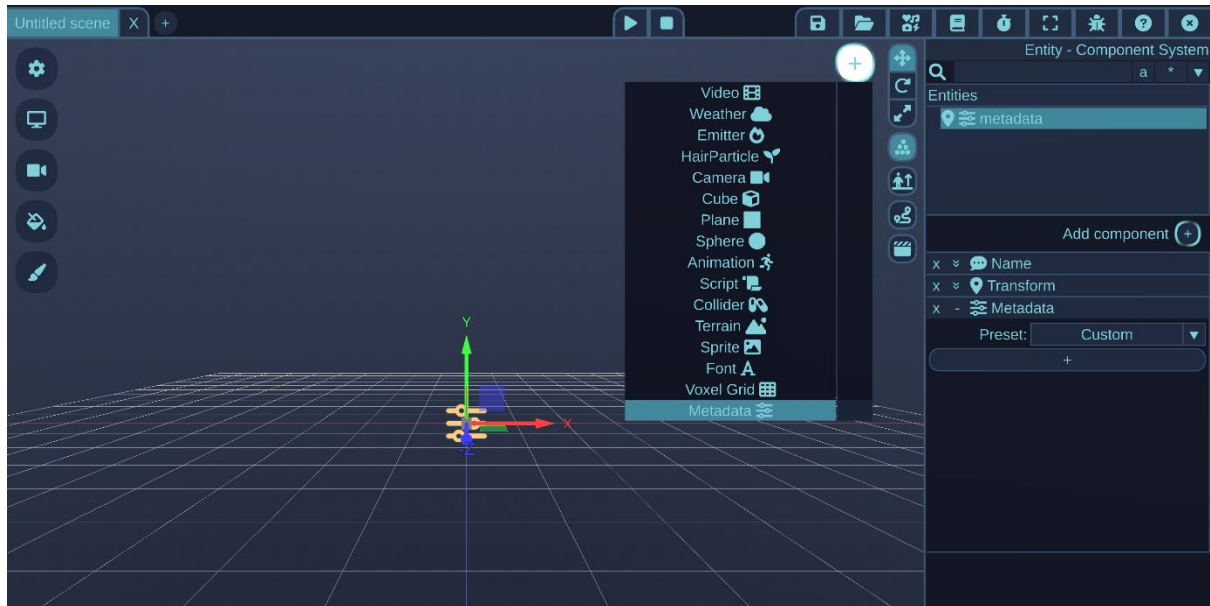 Untitled scene X +
Entity - Component System
a * ▼
Entities
metadata
Video
Weather
Emitter
HairParticle
Camera
Cube
Plane
Sphere
Animation
Script
Collider
Terrain
Sprite
Font A
Voxel Grid
Metadata
Add component +
x Name
x Transform
x - Metadata
Preset: Custom ▼
+
Y
X
Z